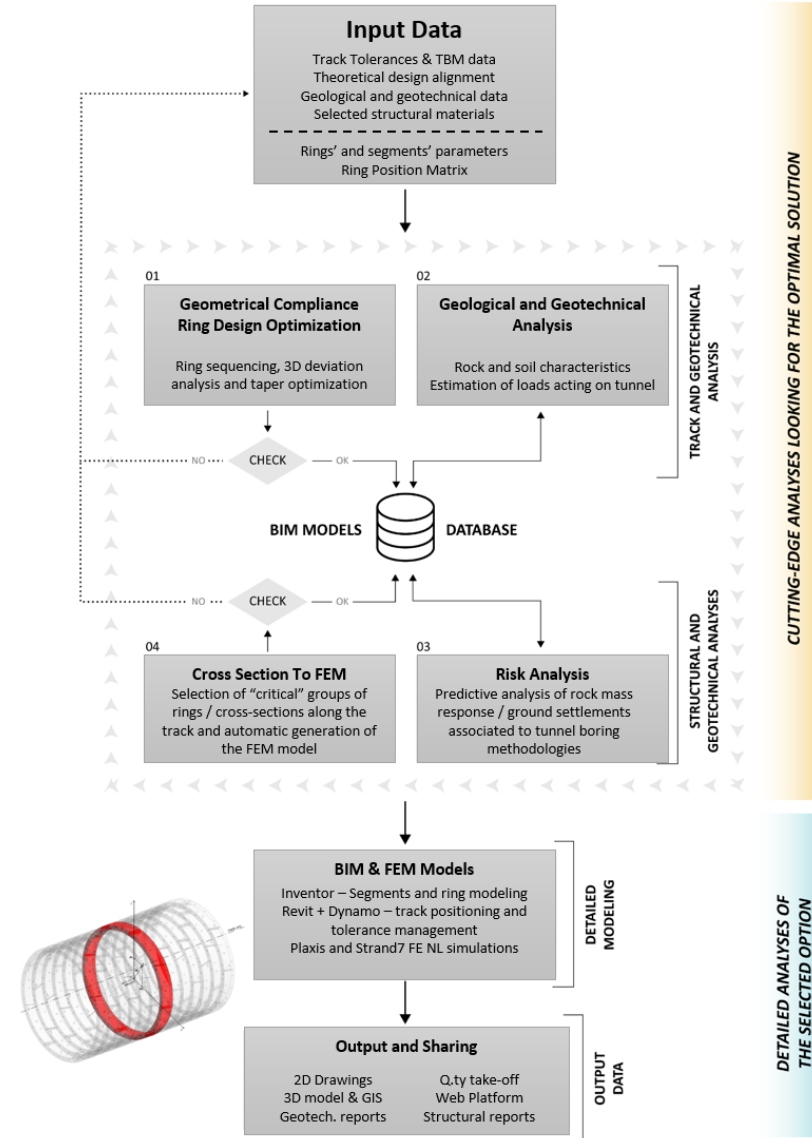 Input Data
Track Tolerances & TBM data
Theoretical design alignment
Geological and geotechnical data
Selected structural materials
Rings' and segments' parameters
Ring Position Matrix
01
Geometrical Compliance
Ring Design Optimization
Ring sequencing, 3D deviation
analysis and taper optimization
02
Geological and Geotechnical
Analysis
Rock and soil characteristics
Estimation of loads acting on tunnel
TRACK AND GEOTECHNICAL
ANALYSIS
NO
CHECK
OK
BIM MODELS
DATABASE
NO
CHECK
OK
04
Cross Section To FEM
Selection of "critical" groups of
rings / cross-sections along the
track and automatic generation of
the FEM model
03
Risk Analysis
Predictive analysis of rock mass
response / ground settlements
associated to tunnel boring
methodologies
STRUCTURAL AND
GEOTECHNICAL ANALYSES
CUTTING-EDGE ANALYSES LOOKING FOR THE OPTIMAL SOLUTION
BIM & FEM Models
Inventor – Segments and ring modeling
Revit + Dynamo – track positioning and
tolerance management
Plaxis and Strand7 FE NL simulations
DETAILED
MODELING
Output and Sharing
2D Drawings
3D model & GIS
Geotech. reports
Q.ty take-off
Web Platform
Structural reports
OUTPUT
DATA
DETAILED ANALYSES OF
THE SELECTED OPTION